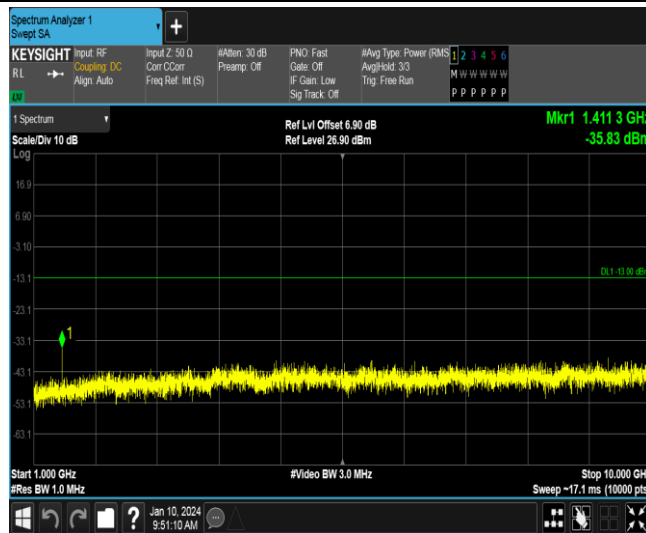 Spectrum Analyzer 1
Swept SA
KEYSIGHT
RL
Input: RF
Coupling: DC
Align: Auto
Input Z: 50 Ω
Corr CCorr
Freq Ref: Int (S)
#Atten: 30 dB
Preamp: Off
PNO: Fast
Gate: Off
IF Gain: Low
Sig Track: Off
#Avg Type: Power (RMS
Avg|Hold: 3/3
Trig: Free Run
1 2 3 4 5 6
M W W W W W
P P P P P P
1 Spectrum
Scale/Div 10 dB
Log
Ref Lvl Offset 6.90 dB
Ref Level 26.90 dBm
Mkr1 1.411 3 GHz
-35.83 dBm
16.9
6.90
-3.10
-13.1
DL1 -13.00 dBm
-23.1
1
-33.1
-43.1
-53.1
-63.1
Start 1.000 GHz
#Res BW 1.0 MHz
#Video BW 3.0 MHz
Stop 10.000 GH
Sweep ~17.1 ms (10000 pts
?
Jan 10, 2024
9:51:10 AM